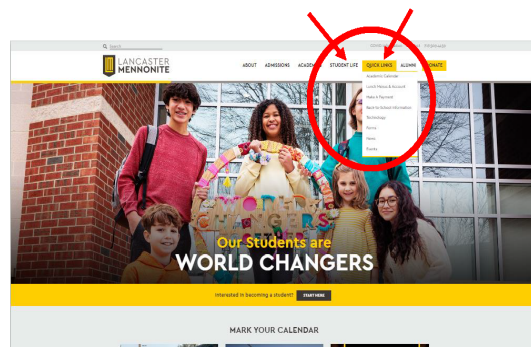 Search
LANCASTER
MENNONITE
ABOUT ADMISSIONS ACADEMICS STUDENT LIFE QUICK LINKS ALUMNI DONATE
Academic Calendar
Lunch Menus & Account
Make A Payment
Back to School Information
Technology
Forms
News
Events
WORLD
CHANGERS
Our Students are
WORLD CHANGERS
Interested in becoming a student? START HERE
MARK YOUR CALENDAR